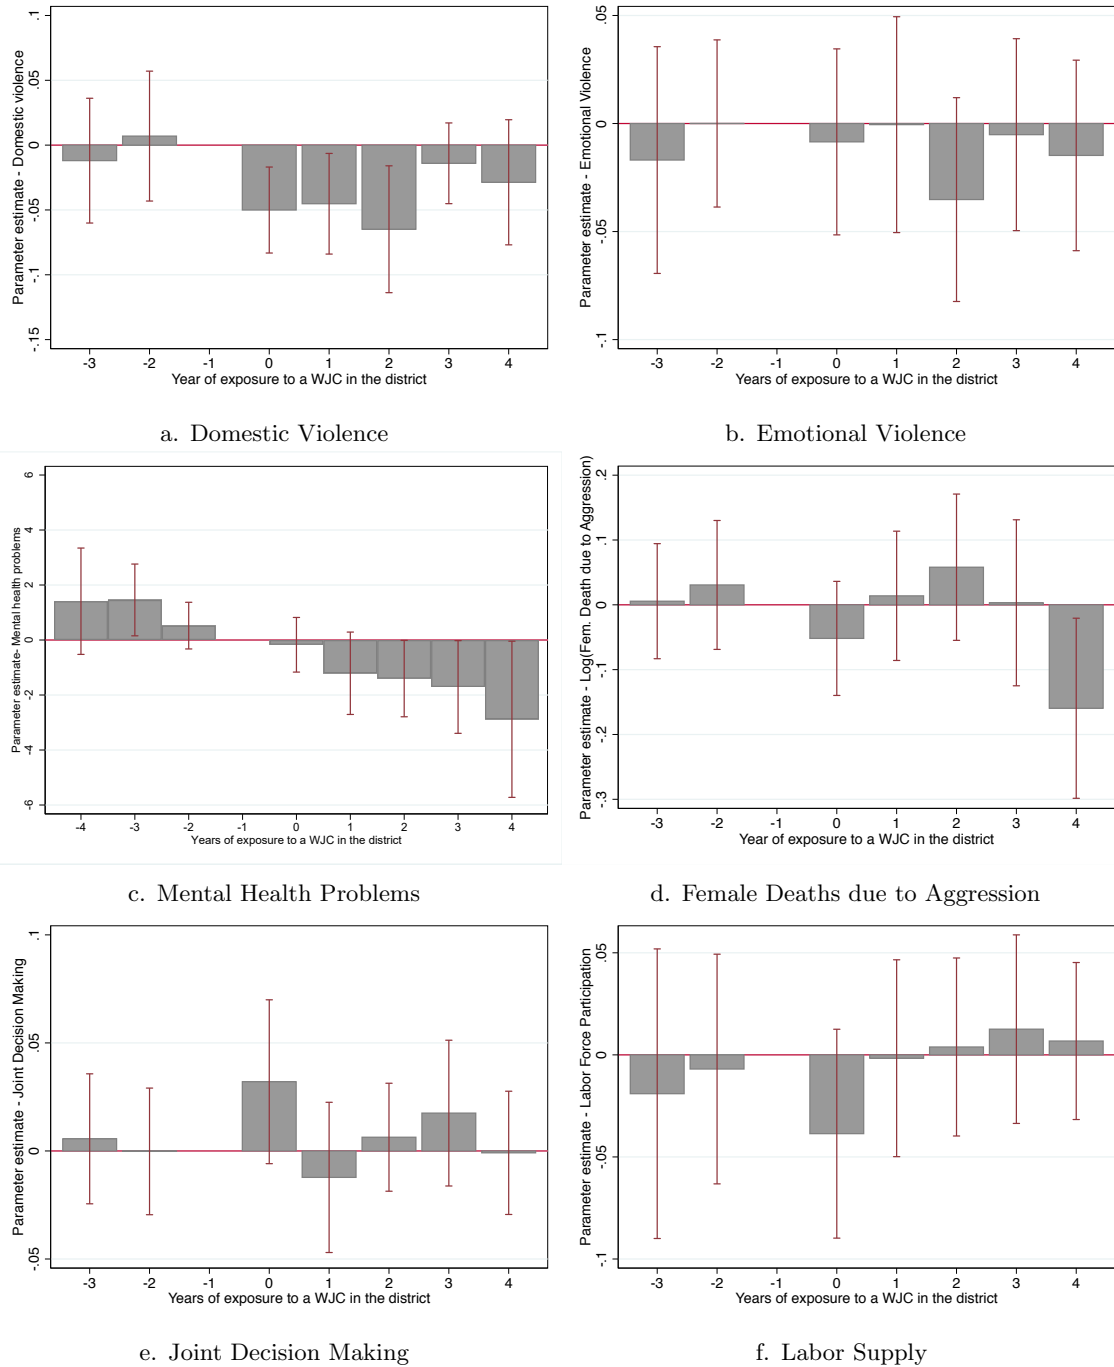 Parameter estimate - Domestic violence
.1
.05
0
-.05
-.1
-.15
-3 -2 -1 0 1 2 3 4
Year of exposure to a WJC in the district
a. Domestic Violence
Parameter estimate - Emotional Violence
.05
0
-.05
-.1
-3 -2 -1 0 1 2 3 4
Years of exposure to a WJC in the district
b. Emotional Violence
Parameter estimate- Mental health problems
6
4
2
0
-2
-4
-6
-4 -3 -2 -1 0 1 2 3 4
Years of exposure to a WJC in the district
c. Mental Health Problems
Parameter estimate - Log(Fem. Death due to Aggression)
.2
.1
0
-.1
-.2
-.3
-3 -2 -1 0 1 2 3 4
Year of exposure to a WJC in the district
d. Female Deaths due to Aggression
Parameter estimate - Joint Decision Making
.1
.05
0
-.05
-3 -2 -1 0 1 2 3 4
Years of exposure to a WJC in the district
e. Joint Decision Making
Parameter estimate - Labor Force Participation
.05
0
-.05
-.1
-3 -2 -1 0 1 2 3 4
Years of exposure to a WJC in the district
f. Labor Supply